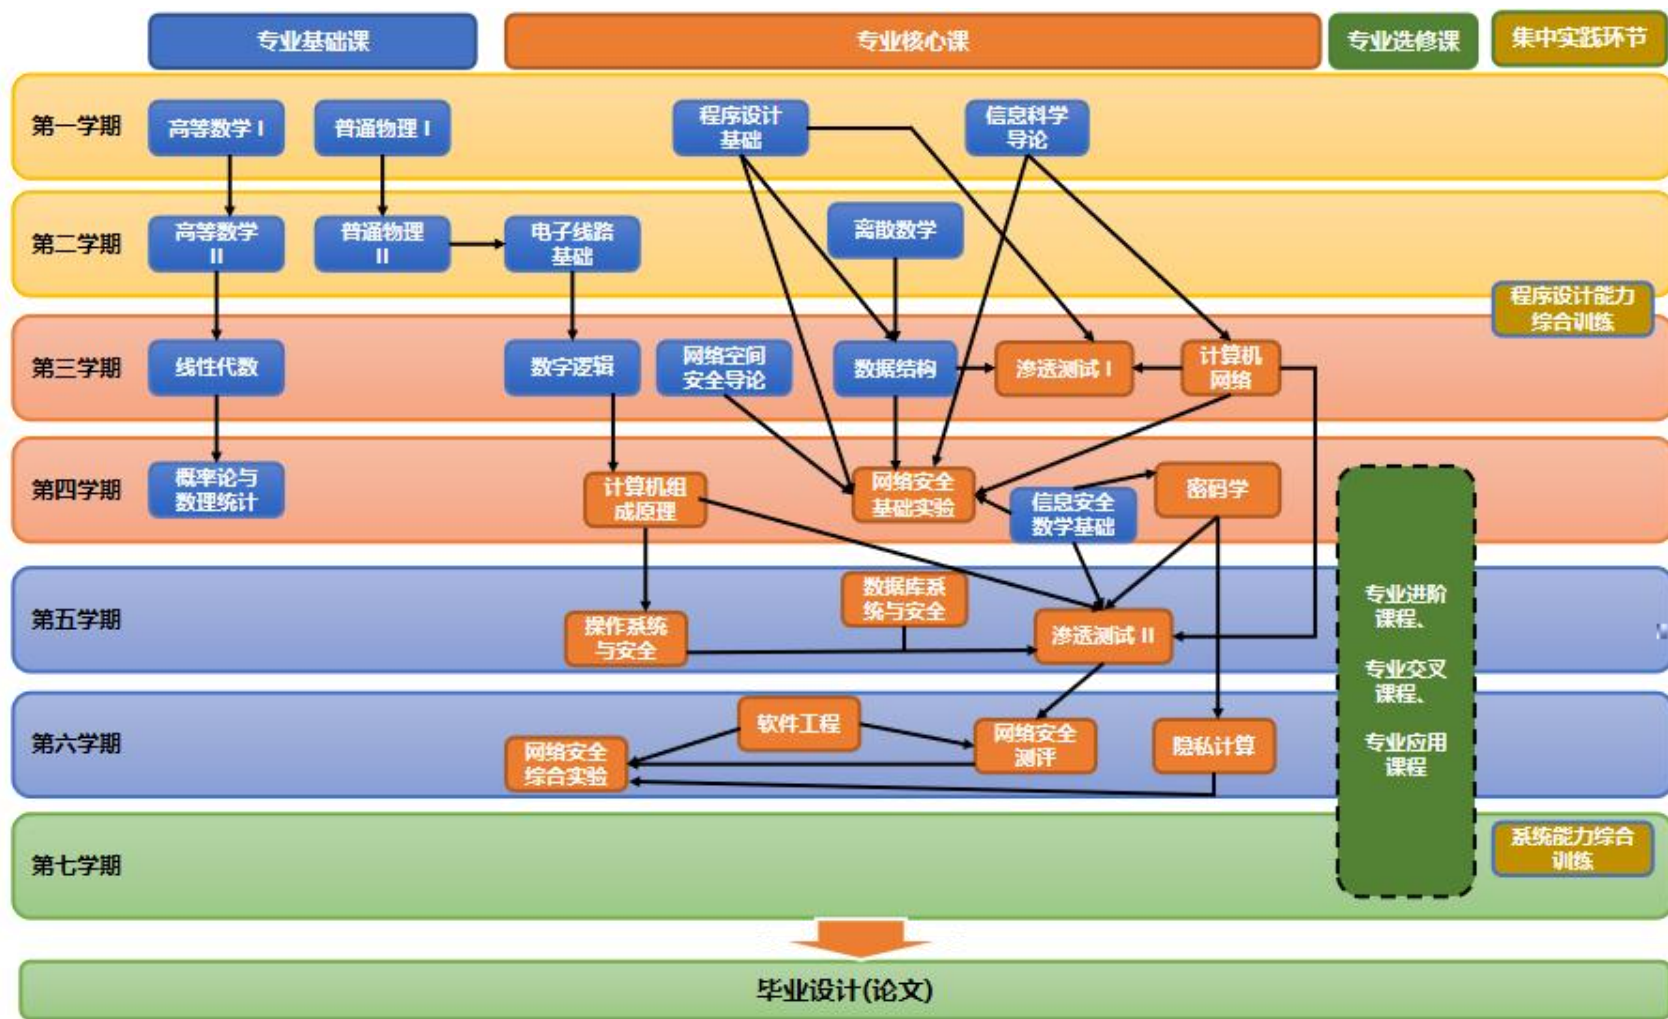 专业基础课
专业核心课
专业选修课
集中实践环节
第一学期
高等数学 I
普通物理 I
程序设计
基础
信息科学
导论
第二学期
高等数学
II
普通物理
II
电子线路
基础
离散数学
程序设计能力
综合训练
第三学期
线性代数
数字逻辑
网络空间
安全导论
数据结构
渗透测试 I
计算机
网络
第四学期
概率论与
数理统计
计算机组
成原理
网络安全
基础实验
信息安全
数学基础
密码学
第五学期
操作系统
与安全
数据库系
统与安全
渗透测试 II
专业进阶
课程、
专业交叉
课程、
专业应用
课程
第六学期
网络安全
综合实验
软件工程
网络安全
测评
隐私计算
第七学期
系统能力综合
训练
毕业设计(论文)